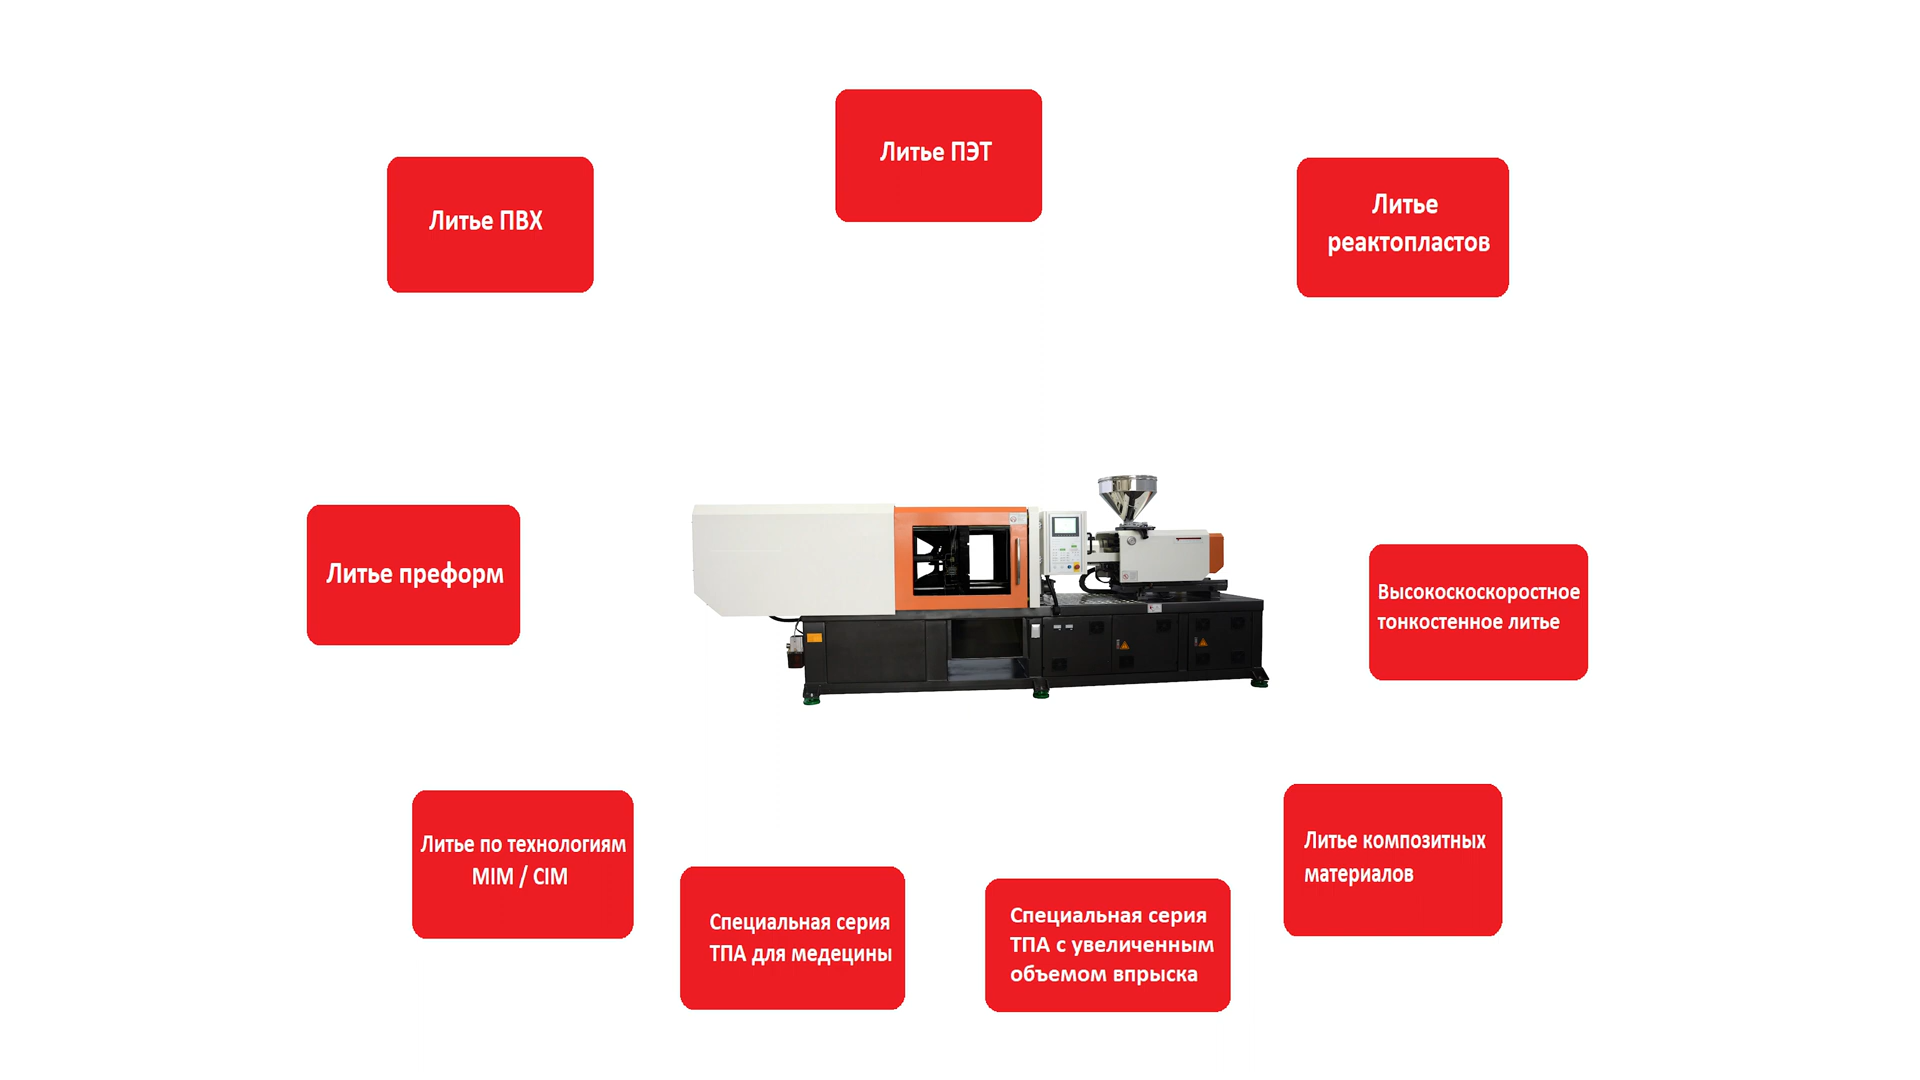 Литье ПЭТ
Литье ПВХ
Литье
реактопластов
Литье преформ
Высокоскоскоростное
тонкостенное литье
Литье по технологиям
MIM / CIM
Литье композитных
материалов
Специальная серия
ТПА для медецины
Специальная серия
ТПА с увеличенным
объемом впрыска